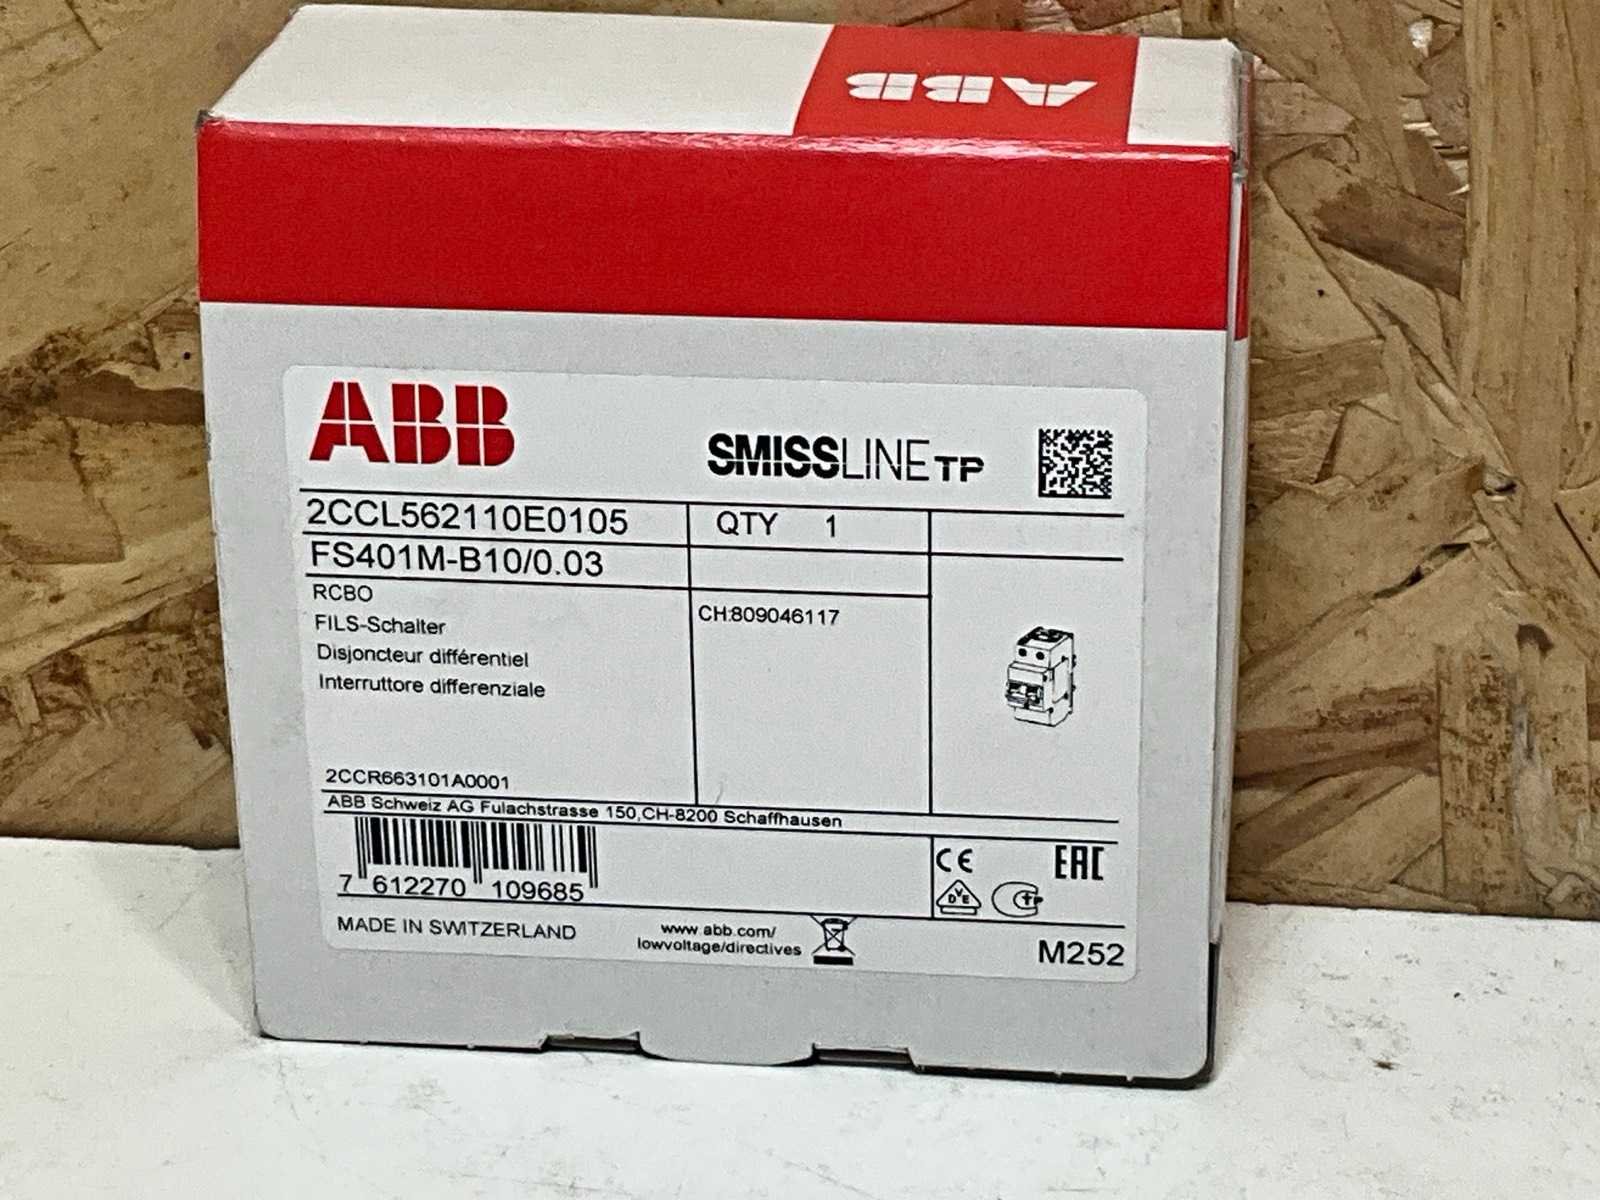 ABB
ABB
SMISSLINE TP
2CCL562110E0105
QTY 1
FS401M-B10/0.03
RCBO
FILS-Schalter
Disjoncteur différentiel
Interruttore differenziale
CH:809046117
2CCR663101A0001
ABB Schweiz AG Fulachstrasse 150,CH-8200 Schaffhausen
7 612270 109685
CE
EAC
DVE
C TP
MADE IN SWITZERLAND
www.abb.com/
lowvoltage/directives
M252